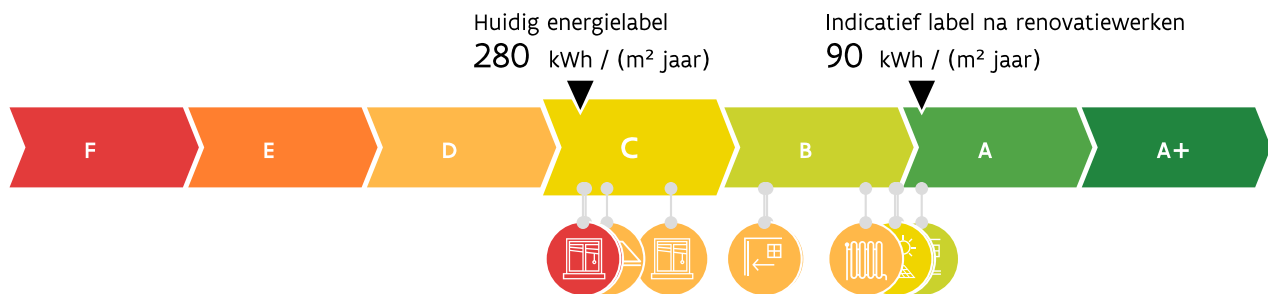 Huidig energielabel
280 kWh / (m² jaar)
Indicatief label na renovatiewerken
90 kWh / (m² jaar)
F E D C B A A+